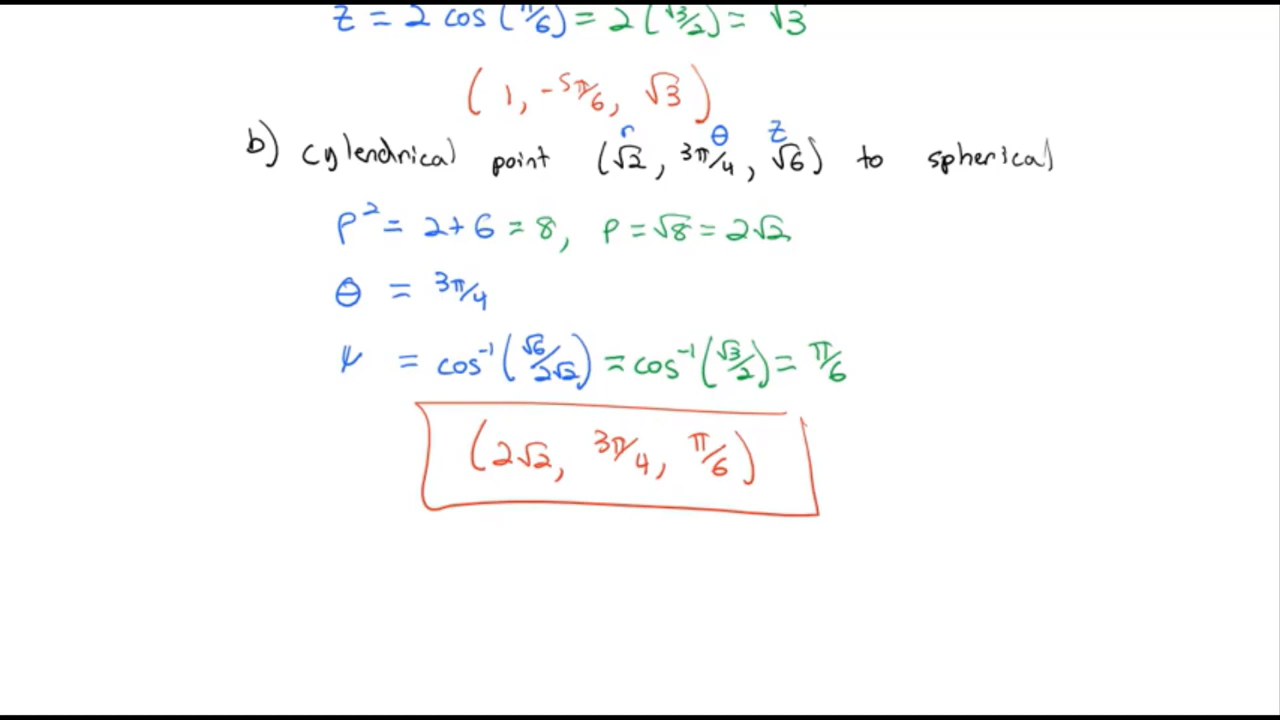 z = 2 cos(π/6) = 2(√3/2) = √3
(1, -5π/6, √3)
r θ z
b) cylendrical point (√2, 3π/4, √6) to spherical
ρ² = 2+6 = 8, ρ = √8 = 2√2
θ = 3π/4
ψ = cos⁻¹(√6/2√2) = cos⁻¹(√3/2) = π/6
(2√2, 3π/4, π/6)